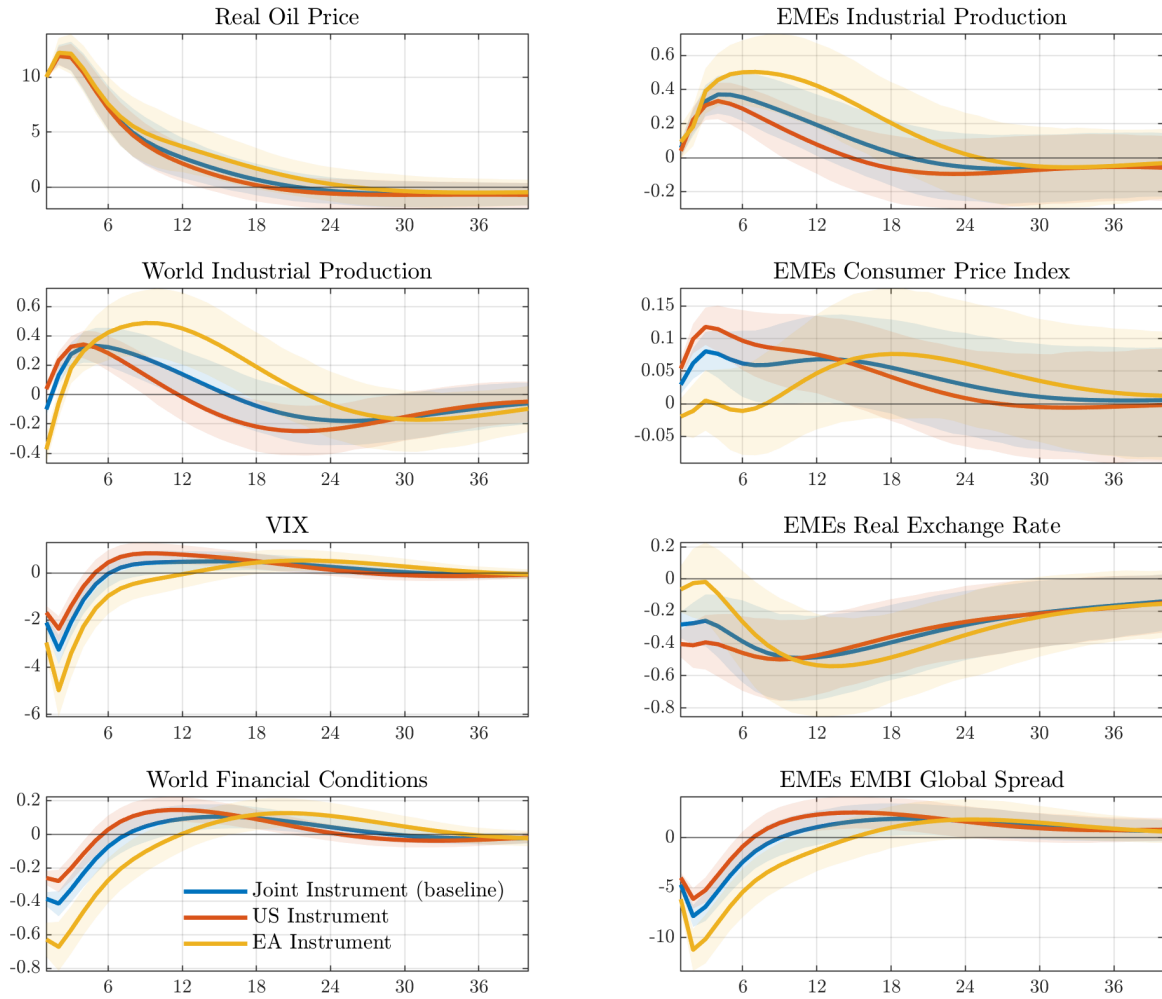 Real Oil Price
10
5
0
6 12 18 24 30 36
EMEs Industrial Production
0.6
0.4
0.2
0
-0.2
6 12 18 24 30 36
World Industrial Production
0.6
0.4
0.2
0
-0.2
-0.4
6 12 18 24 30 36
EMEs Consumer Price Index
0.15
0.1
0.05
0
-0.05
6 12 18 24 30 36
VIX
0
-2
-4
-6
6 12 18 24 30 36
EMEs Real Exchange Rate
0.2
0
-0.2
-0.4
-0.6
-0.8
6 12 18 24 30 36
World Financial Conditions
0.2
0
-0.2
-0.4
-0.6
-0.8
Joint Instrument (baseline)
US Instrument
EA Instrument
6 12 18 24 30 36
EMEs EMBI Global Spread
0
-5
-10
6 12 18 24 30 36